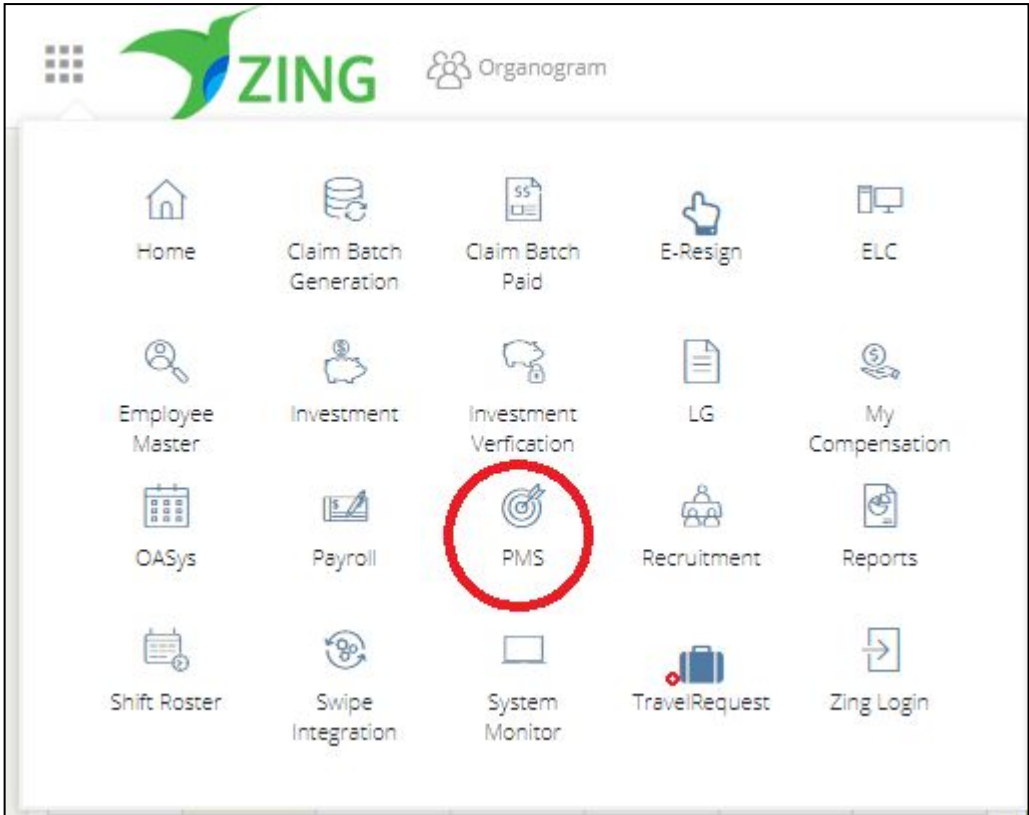 ZING Organogram
Home Claim Batch Claim Batch E-Resign ELC
Generation Paid
Employee Investment Investment LG My
Master Verfication Compensation
OASys Payroll PMS Recruitment Reports
Shift Roster Swipe System TravelRequest Zing Login
Integration Monitor